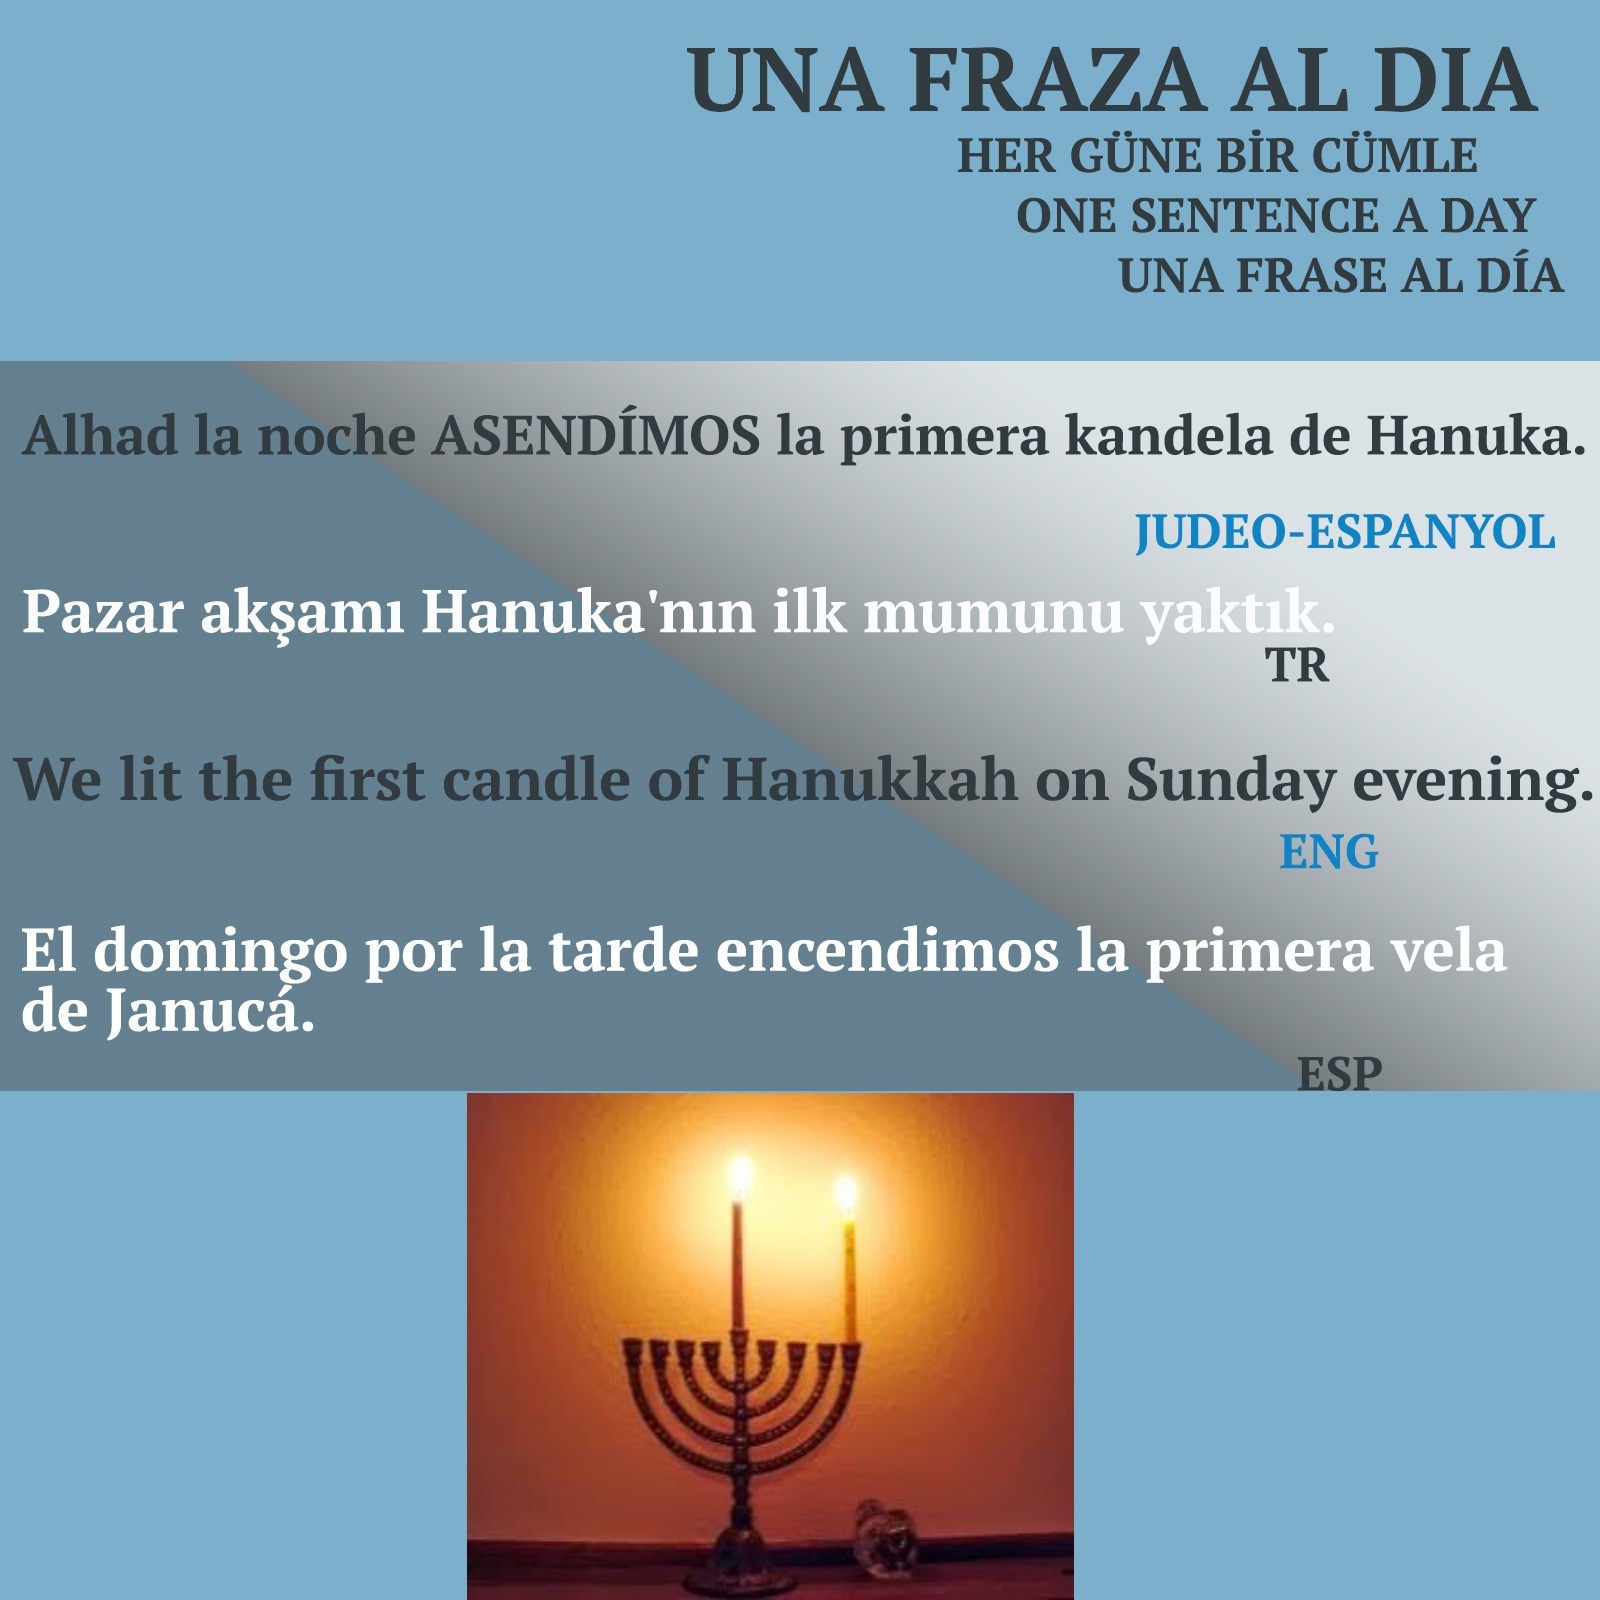 UNA FRAZA AL DIA
HER GÜNE BİR CÜMLE
ONE SENTENCE A DAY
UNA FRASE AL DÍA
Alhad la noche ASENDÍMOS la primera kandela de Hanuka.
JUDEO-ESPANYOL
Pazar akşamı Hanuka'nın ilk mumunu yaktık.
TR
We lit the first candle of Hanukkah on Sunday evening.
ENG
El domingo por la tarde encendimos la primera vela
de Janucá.
ESP